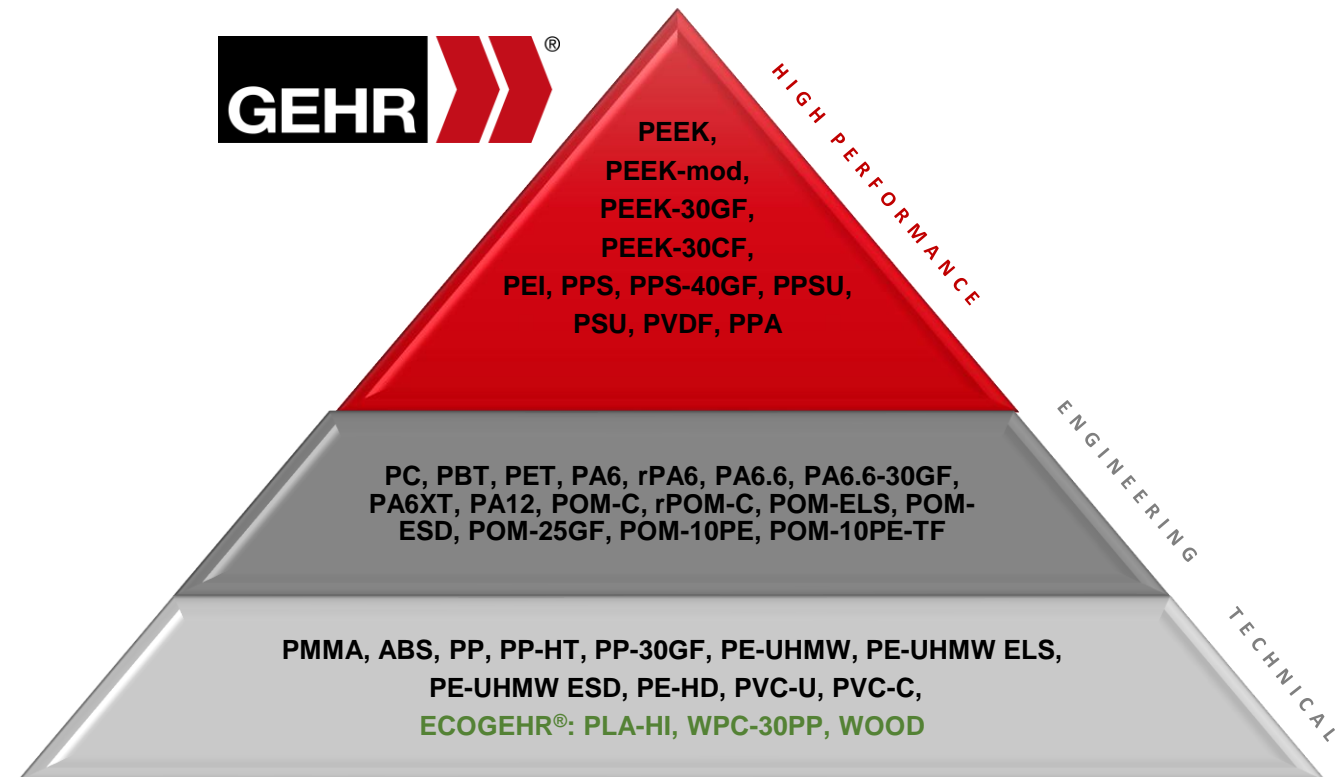 GEHR®
HIGH PERFORMANCE
PEEK,
PEEK-mod,
PEEK-30GF,
PEEK-30CF,
PEI, PPS, PPS-40GF, PPSU,
PSU, PVDF, PPA
ENGINEERING
PC, PBT, PET, PA6, rPA6, PA6.6, PA6.6-30GF,
PA6XT, PA12, POM-C, rPOM-C, POM-ELS, POM-
ESD, POM-25GF, POM-10PE, POM-10PE-TF
TECHNICAL
PMMA, ABS, PP, PP-HT, PP-30GF, PE-UHMW, PE-UHMW ELS,
PE-UHMW ESD, PE-HD, PVC-U, PVC-C,
ECOGEHR®: PLA-HI, WPC-30PP, WOOD